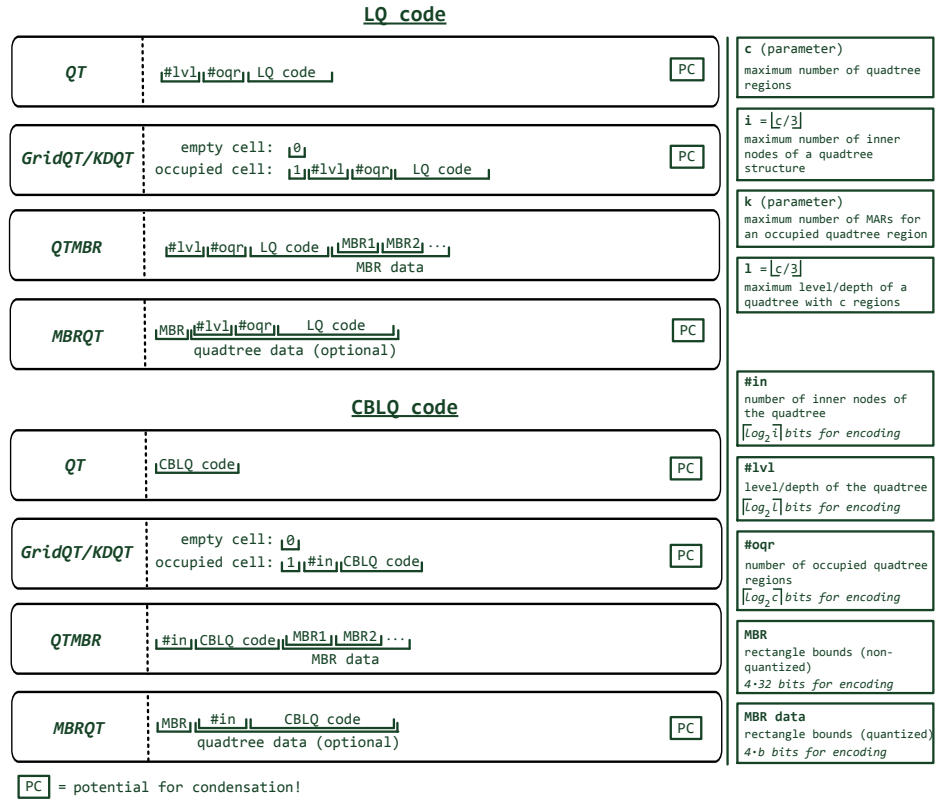 LQ code
QT
#lvl #oqr LQ code
PC
GridQT/KDQT
empty cell: 0
occupied cell: 1 #lvl #oqr LQ code
PC
QTMBR
#lvl #oqr LQ code MBR1 MBR2 ...
MBR data
MBRQT
MBR #lvl #oqr LQ code
quadtree data (optional)
PC
CBLQ code
QT
CBLQ code
PC
GridQT/KDQT
empty cell: 0
occupied cell: 1 #in CBLQ code
PC
QTMBR
#in CBLQ code MBR1 MBR2 ...
MBR data
MBRQT
MBR #in CBLQ code
quadtree data (optional)
PC
PC = potential for condensation!
c (parameter)
maximum number of quadtree
regions
i = ⌊c/3⌋
maximum number of inner
nodes of a quadtree
structure
k (parameter)
maximum number of MARs for
an occupied quadtree region
l = ⌊c/3⌋
maximum level/depth of a
quadtree with c regions
#in
number of inner nodes of
the quadtree
⌈log₂i⌉ bits for encoding
#lvl
level/depth of the quadtree
⌈log₂l⌉ bits for encoding
#oqr
number of occupied quadtree
regions
⌈log₂c⌉ bits for encoding
MBR
rectangle bounds (non-
quantized)
4·32 bits for encoding
MBR data
rectangle bounds (quantized)
4·b bits for encoding